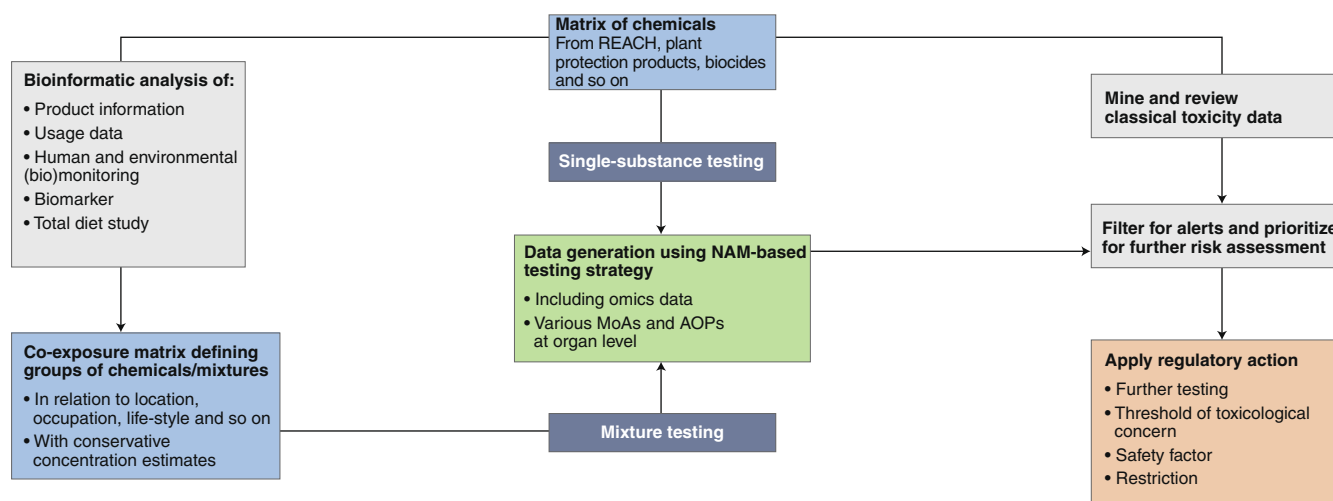 Matrix of chemicals
From REACH, plant
protection products, biocides
and so on
Bioinformatic analysis of:
• Product information
• Usage data
• Human and environmental
(bio)monitoring
• Biomarker
• Total diet study
Mine and review
classical toxicity data
Single-substance testing
Filter for alerts and prioritize
for further risk assessment
Data generation using NAM-based
testing strategy
• Including omics data
• Various MoAs and AOPs
at organ level
Co-exposure matrix defining
groups of chemicals/mixtures
• In relation to location,
occupation, life-style and so on
• With conservative
concentration estimates
Mixture testing
Apply regulatory action
• Further testing
• Threshold of toxicological
concern
• Safety factor
• Restriction